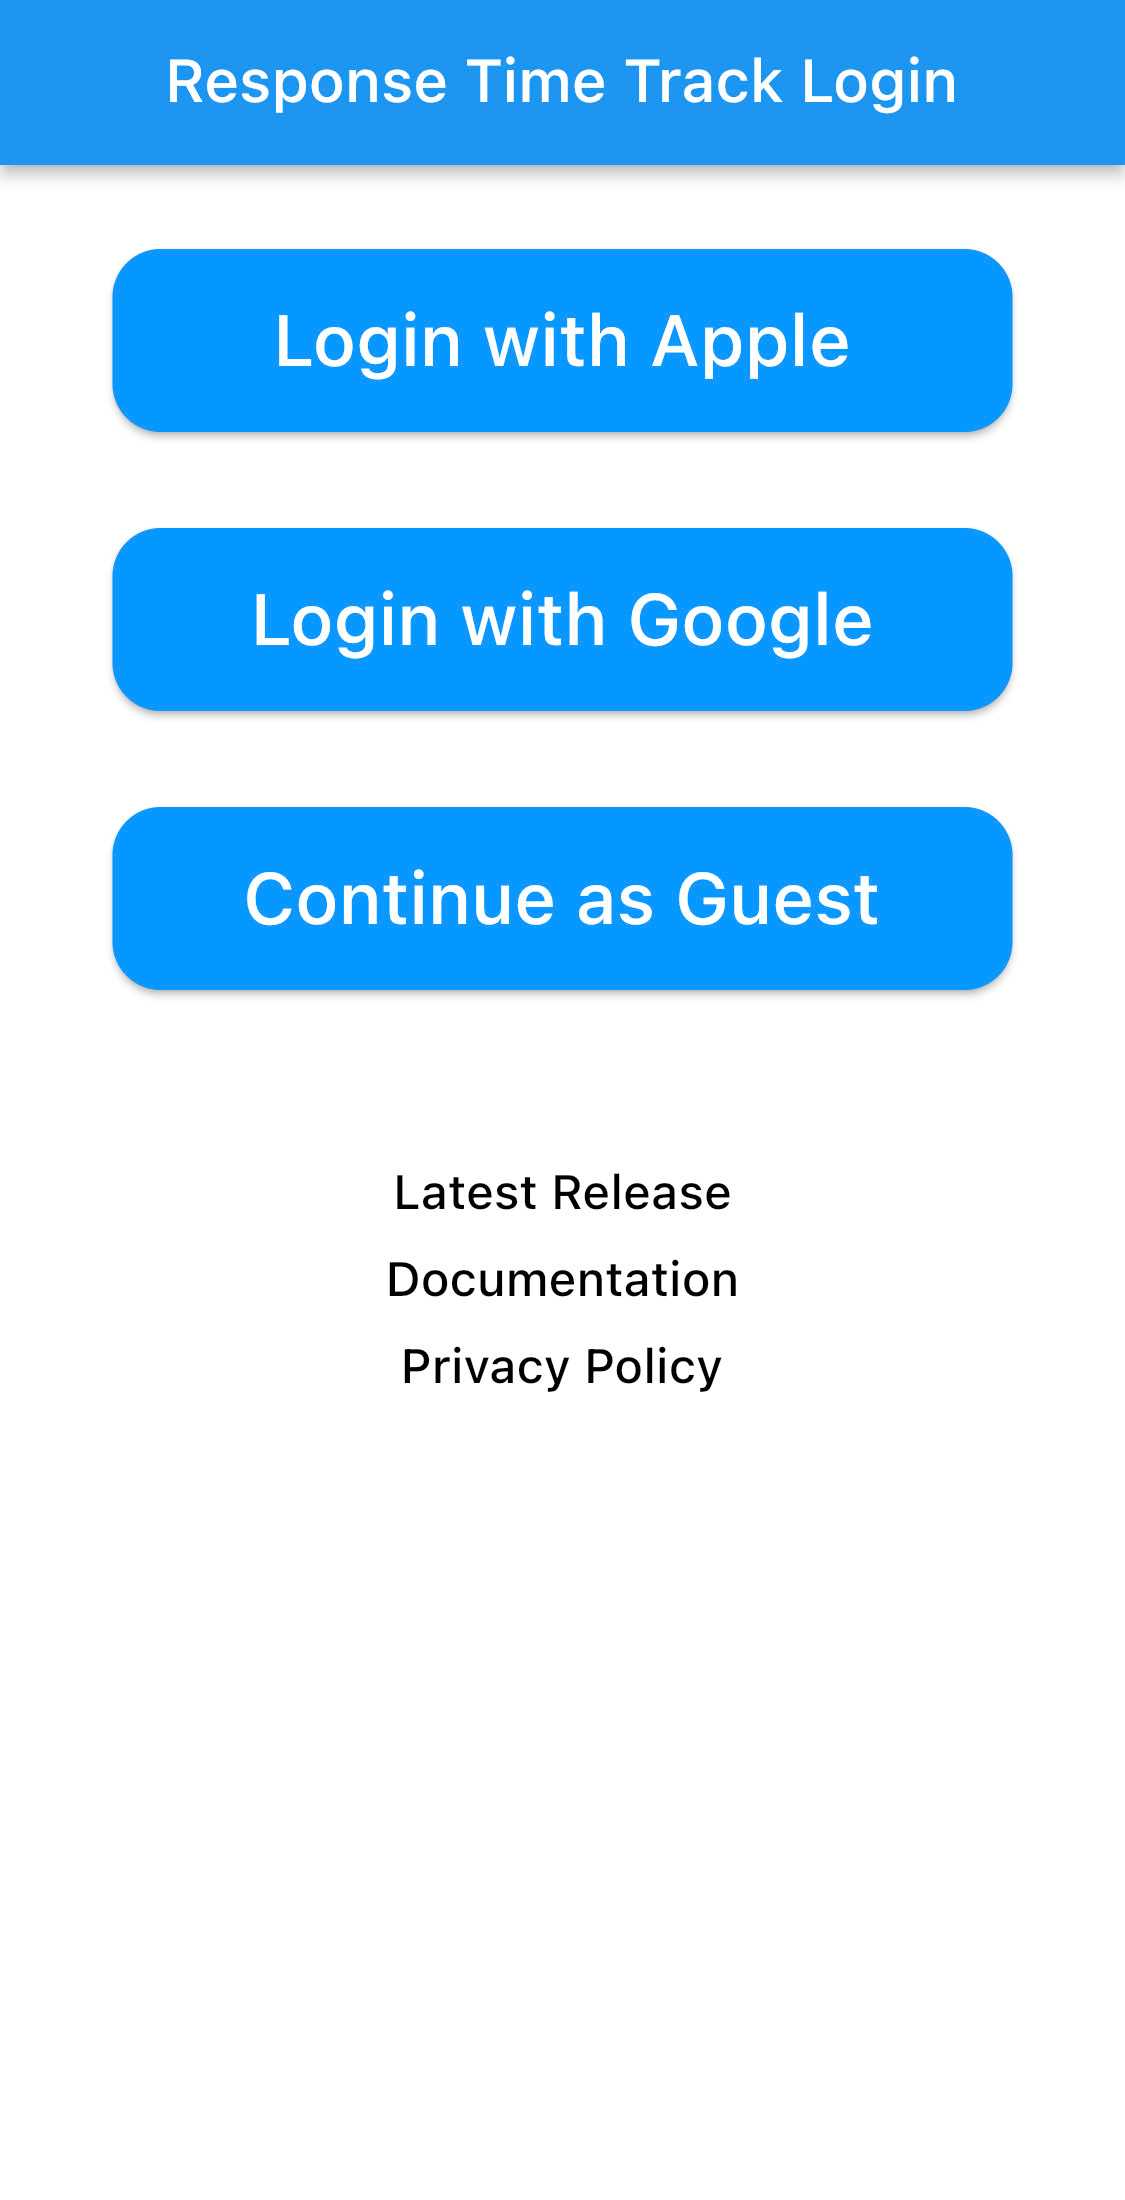 Response Time Track Login
Login with Apple
Login with Google
Continue as Guest
Latest Release
Documentation
Privacy Policy